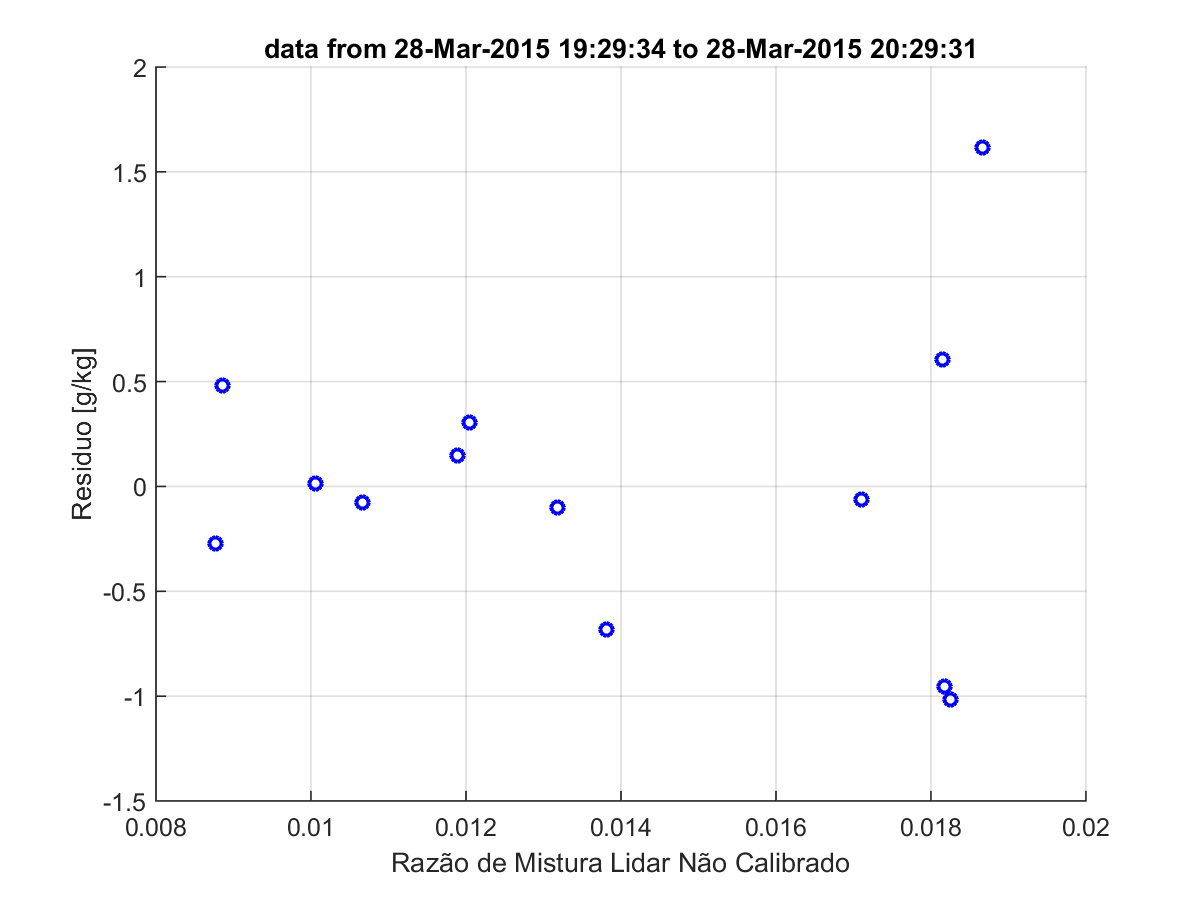 data from 28-Mar-2015 19:29:34 to 28-Mar-2015 20:29:31
2
1.5
1
0.5
0
-0.5
-1
-1.5
Residuo [g/kg]
0.008 0.01 0.012 0.014 0.016 0.018 0.02
Razão de Mistura Lidar Não Calibrado